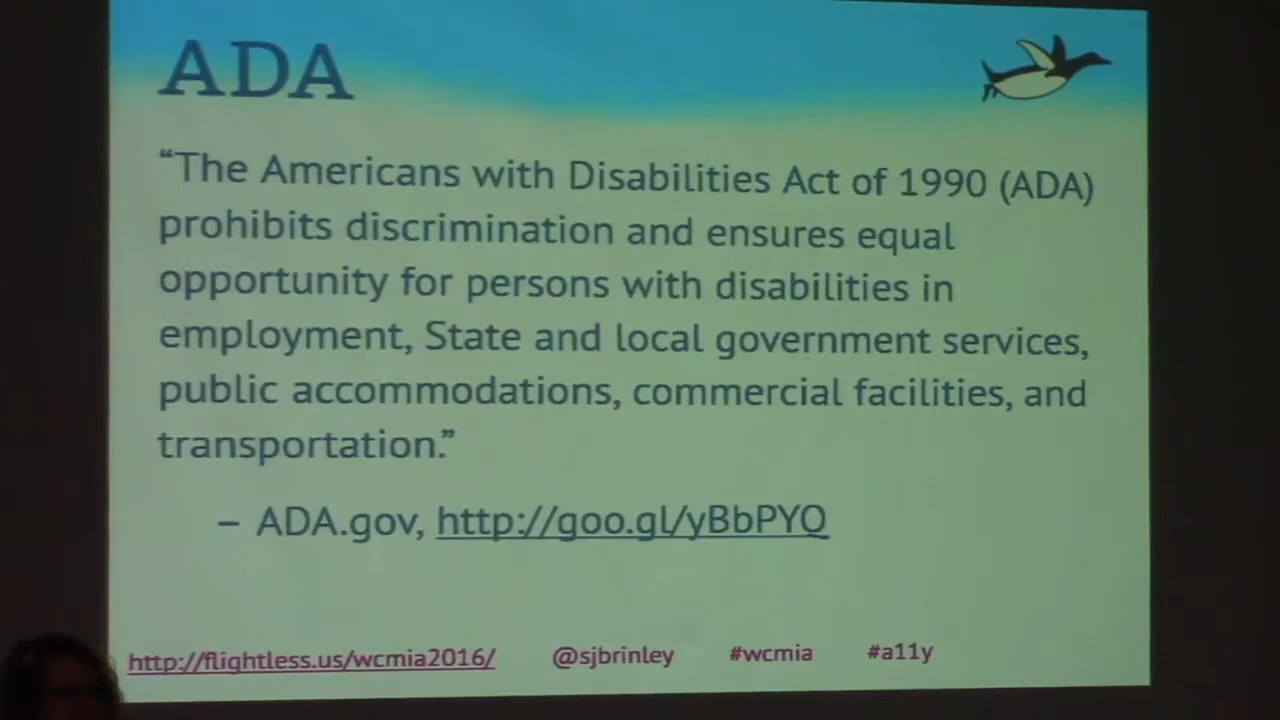 ADA
“The Americans with Disabilities Act of 1990 (ADA)
prohibits discrimination and ensures equal
opportunity for persons with disabilities in
employment, State and local government services,
public accommodations, commercial facilities, and
transportation.”
– ADA.gov, http://goo.gl/yBbPYQ
http://flightless.us/wcmia2016/ @sjbrinley #wcmia #a11y